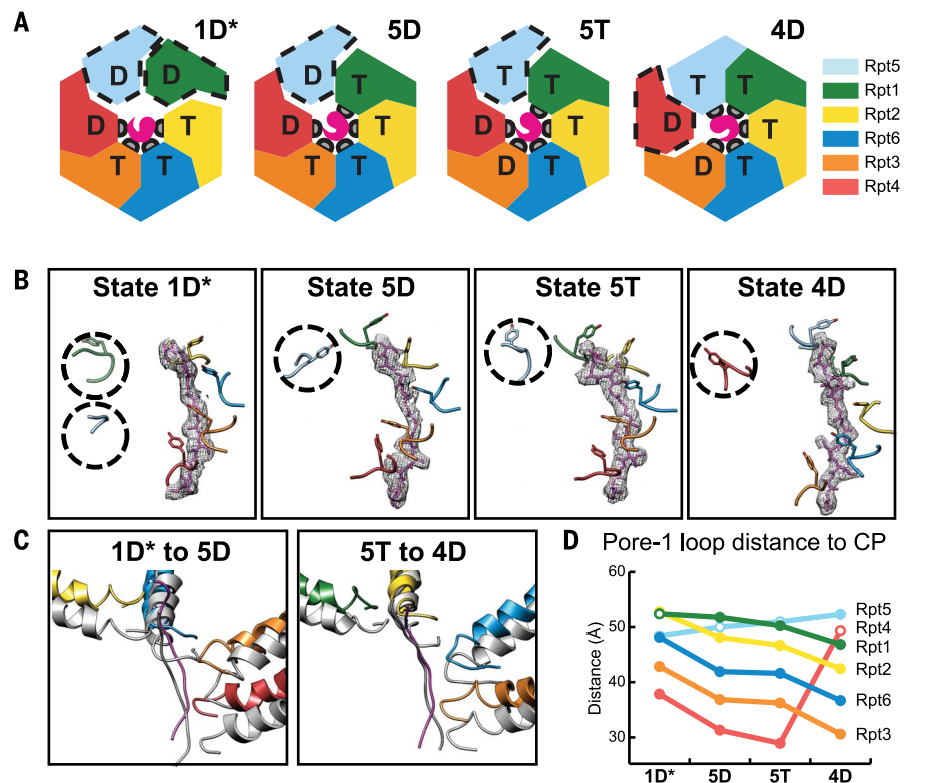 A
1D* 5D 5T 4D
D D T T D D
D T T D T T
T T T D D T
T T T D D T
Rpt5
Rpt1
Rpt2
Rpt6
Rpt3
Rpt4
B
State 1D* State 5D State 5T State 4D
C
1D* to 5D 5T to 4D
D Pore-1 loop distance to CP
60
50
40
30
Distance (Å)
Rpt5
Rpt4
Rpt1
Rpt2
Rpt6
Rpt3
1D* 5D 5T 4D